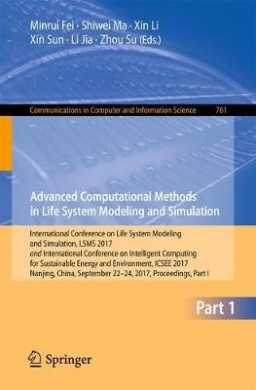 Minrui Fei · Shiwei Ma · Xin Li
Xin Sun · Li Jia · Zhou Su (Eds.)
Communications in Computer and Information Science 761
Advanced Computational Methods
in Life System Modeling and Simulation
International Conference on Life System Modeling
and Simulation, LSMS 2017
and International Conference on Intelligent Computing
for Sustainable Energy and Environment, ICSEE 2017
Nanjing, China, September 22–24, 2017, Proceedings, Part I
Part 1
Springer